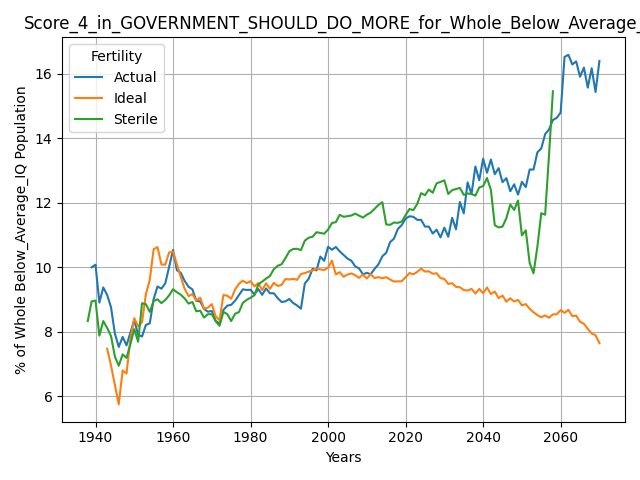 Score_4_in_GOVERNMENT_SHOULD_DO_MORE_for_Whole_Below_Average_
Fertility
Actual
Ideal
Sterile
% of Whole Below_Average_IQ Population
16
14
12
10
8
6
1940
1960
1980
2000
2020
2040
2060
Years